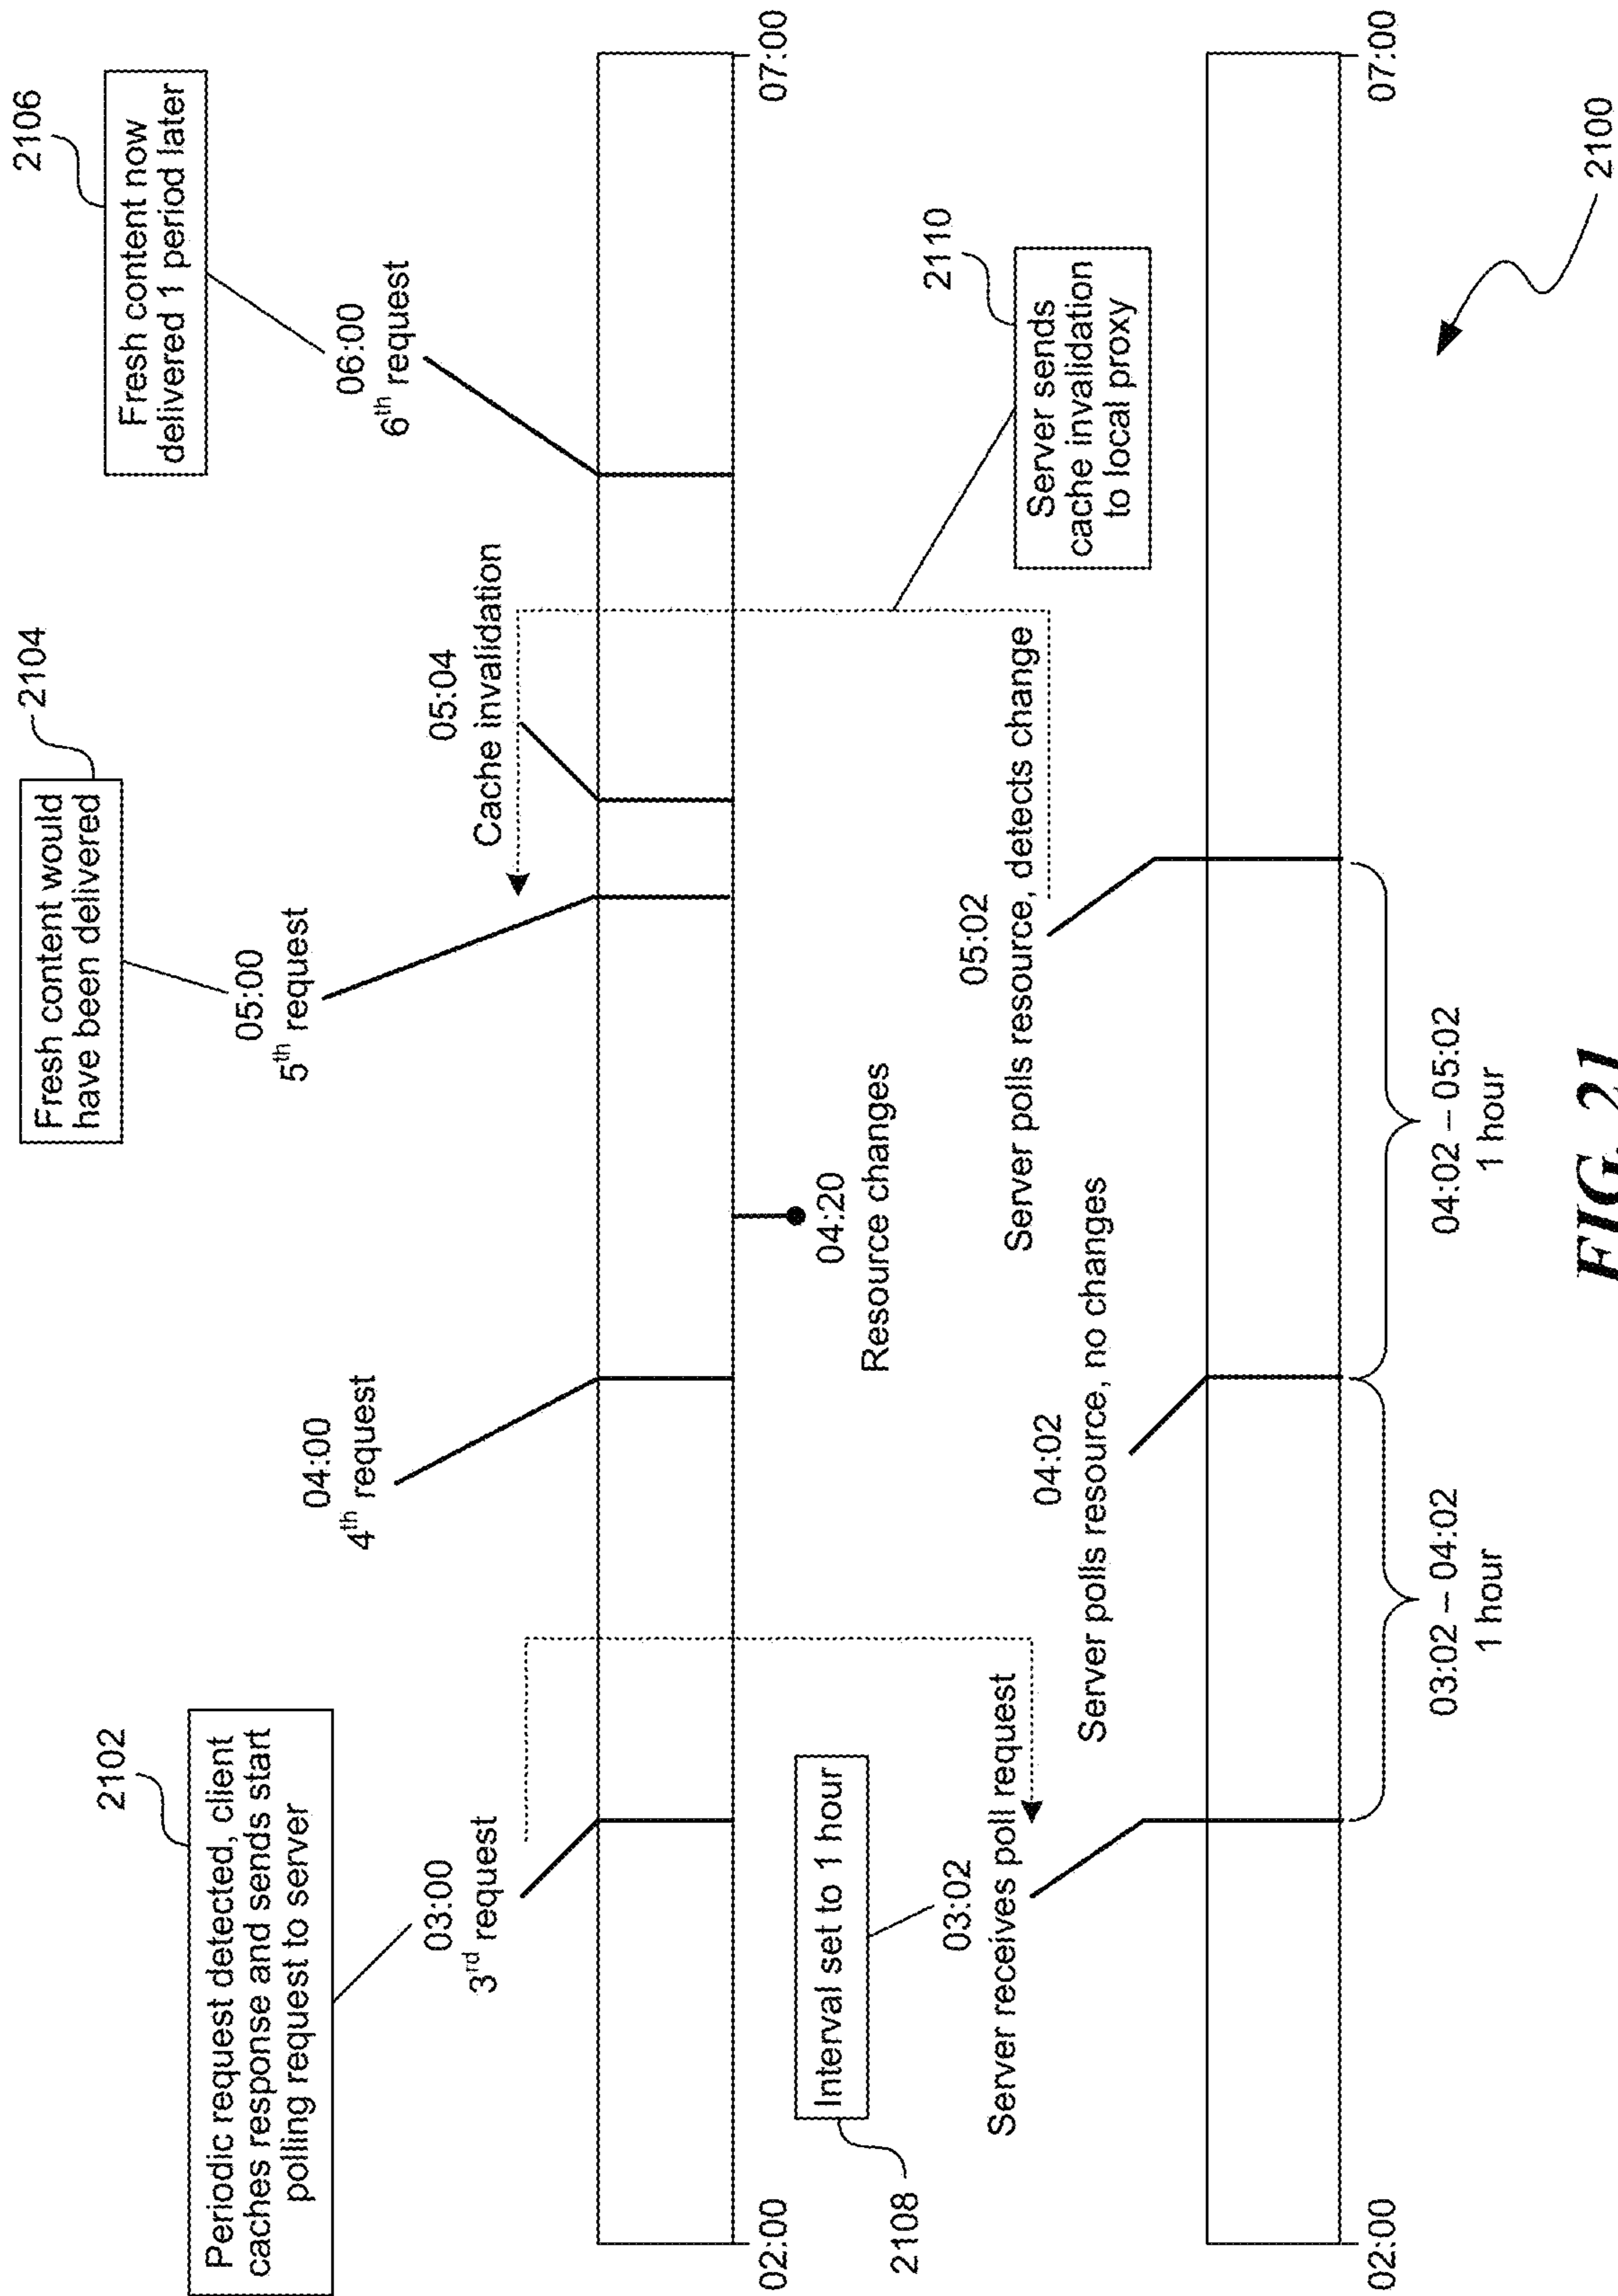 2102
Periodic request detected, client
caches response and sends start
polling request to server
2104
Fresh content would
have been delivered
2106
Fresh content now
delivered 1 period later
03:00
3rd request
04:00
4th request
05:00
5th request
05:04
Cache invalidation
06:00
6th request
02:00
07:00
04:20
Resource changes
2108
Interval set to 1 hour
2110
Server sends
cache invalidation
to local proxy
03:02
Server receives poll request
04:02
Server polls resource, no changes
05:02
Server polls resource, detects change
02:00
07:00
03:02 – 04:02
1 hour
04:02 – 05:02
1 hour
2100
FIG. 21